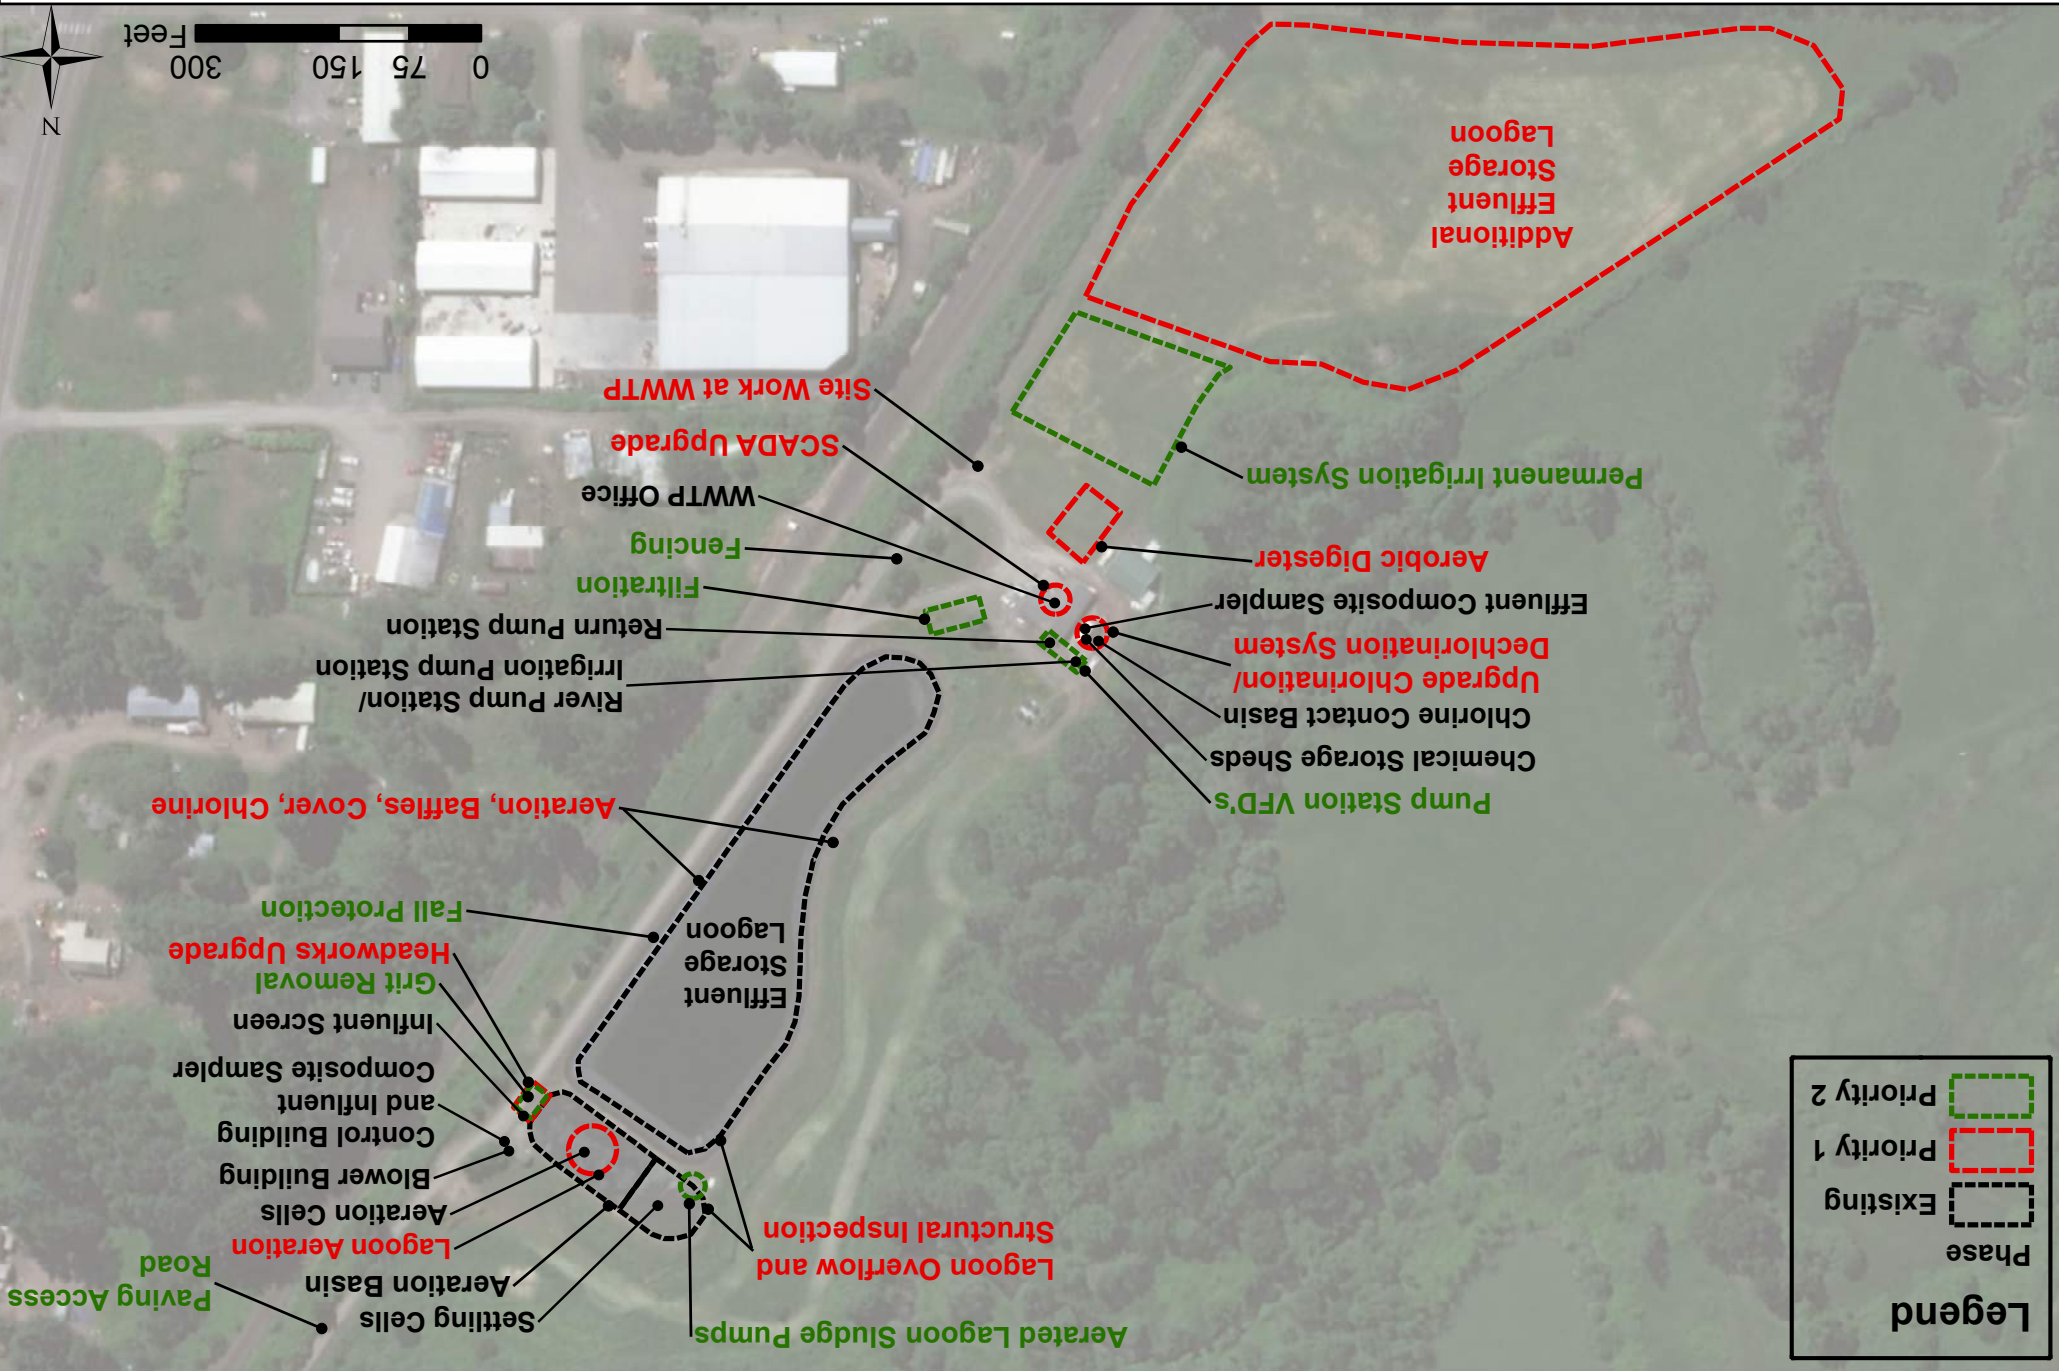 Legend
Phase
Existing
Priority 1
Priority 2
Aerated Lagoon Sludge Pumps
Lagoon Overflow and
Structural Inspection
Settling Cells
Aeration Basin
Lagoon Aeration
Aeration Cells
Blower Building
Control Building
and Influent
Composite Sampler
Influent Screen
Grit Removal
Headworks Upgrade
Fall Protection
Paving Access
Road
Effluent
Storage
Lagoon
Aeration, Baffles, Cover, Chlorine
Pump Station VFD's
Chemical Storage Sheds
Chlorine Contact Basin
Upgrade Chlorination/
Dechlorination System
Effluent Composite Sampler
Aerobic Digester
Permanent Irrigation System
River Pump Station/
Irrigation Pump Station
Return Pump Station
Filtration
Fencing
WWTP Office
SCADA Upgrade
Site Work at WWTP
Additional
Effluent
Storage
Lagoon
N
0 75 150 300
Feet